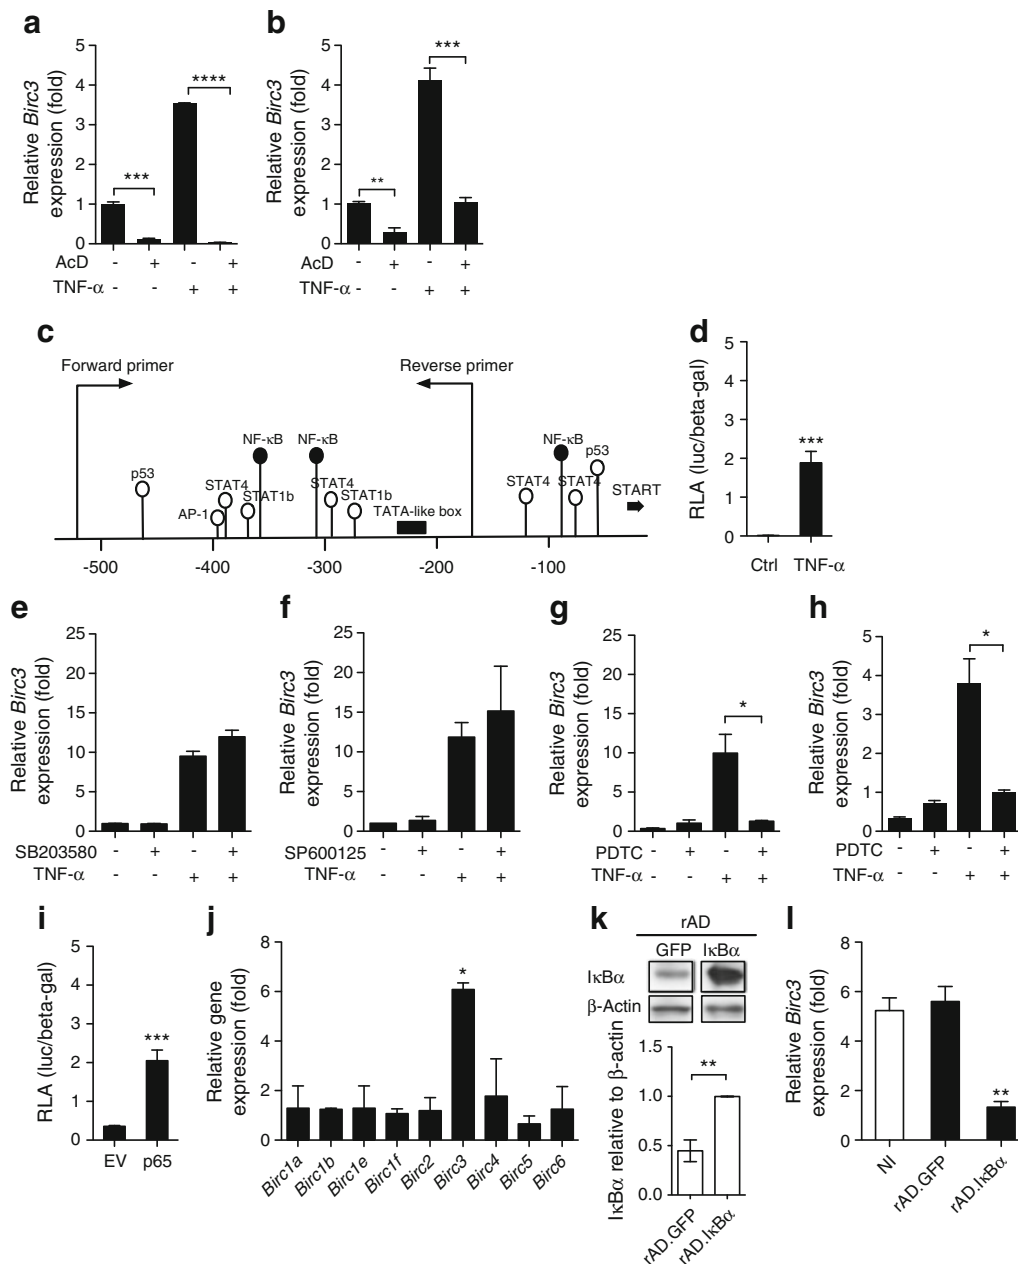 a
Relative Birc3
expression (fold)
5
4
3
2
1
0
***
****
AcD - + - +
TNF-α - - + +
b
Relative Birc3
expression (fold)
5
4
3
2
1
0
**
***
AcD - + - +
TNF-α - - + +
c
Forward primer
Reverse primer
p53
AP-1
STAT4
STAT1b
NF-κB
NF-κB
STAT4
STAT1b
TATA-like box
STAT4
NF-κB
STAT4
p53
START
-500 -400 -300 -200 -100
d
RLA (luc/beta-gal)
5
4
3
2
1
0
***
Ctrl TNF-α
e
Relative Birc3
expression (fold)
25
20
15
10
5
0
SB203580 - + - +
TNF-α - - + +
f
Relative Birc3
expression (fold)
25
20
15
10
5
0
SP600125 - + - +
TNF-α - - + +
g
Relative Birc3
expression (fold)
25
20
15
10
5
0
*
PDTC - + - +
TNF-α - - + +
h
Relative Birc3
expression (fold)
5
4
3
2
1
0
*
PDTC - + - +
TNF-α - - + +
i
RLA (luc/beta-gal)
5
4
3
2
1
0
***
EV p65
j
Relative gene
expression (fold)
8
6
4
2
0
*
Birc1a Birc1b Birc1e Birc1f Birc2 Birc3 Birc4 Birc5 Birc6
k
rAD
GFP IκBα
IκBα
β-Actin
IκBα relative to β-actin
1.5
1.0
0.5
0.0
**
rAD.GFP rAD.IκBα
l
Relative Birc3
expression (fold)
8
6
4
2
0
**
NI rAD.GFP rAD.IκBα